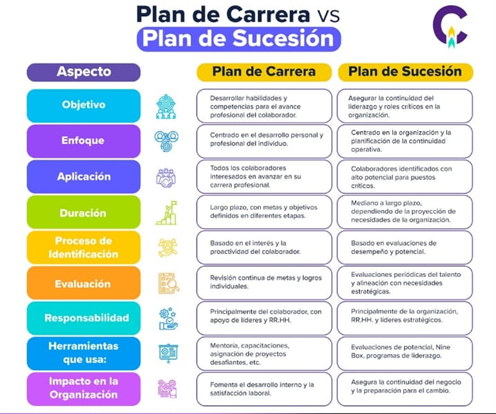 Plan de Carrera vs
Plan de Sucesión
Aspecto
Plan de Carrera
Plan de Sucesión
Objetivo
Desarrollar habilidades y
competencias para el avance
profesional del colaborador.
Asegurar la continuidad del
liderazgo y roles críticos en la
organización.
Enfoque
Centrado en el desarrollo personal y
profesional del individuo.
Centrado en la organización y la
planificación de la continuidad
operativa.
Aplicación
Todos los colaboradores
interesados en avanzar en su
carrera profesional.
Colaboradores identificados con
alto potencial para puestos
críticos.
Duración
Largo plazo, con metas y objetivos
definidos en diferentes etapas.
Mediano a largo plazo,
dependiendo de la proyección de
necesidades de la organización.
Proceso de
Identificación
Basado en el interés y la
proactividad del colaborador.
Basado en evaluaciones de
desempeño y potencial.
Evaluación
Revisión continua de metas y logros
individuales.
Evaluaciones periódicas del talento
y alineación con necesidades
estratégicas.
Responsabilidad
Principalmente del colaborador, con
apoyo de líderes y RR.HH.
Principalmente de la organización,
RR.HH. y líderes estratégicos.
Herramientas
que usa:
Mentoría, capacitaciones,
asignación de proyectos
desafiantes, etc.
Evaluaciones de potencial, Nine
Box, programas de liderazgo.
Impacto en la
Organización
Fomenta el desarrollo interno y la
satisfacción laboral.
Asegura la continuidad del negocio
y la preparación para el cambio.